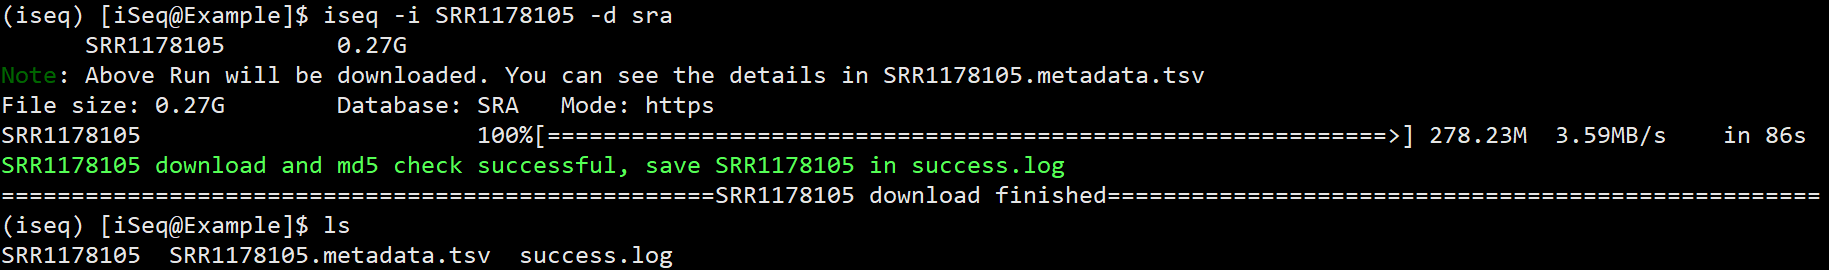 (iseq) [iSeq@Example]$ iseq -i SRR1178105 -d sra
      SRR1178105        0.27G
Note: Above Run will be downloaded. You can see the details in SRR1178105.metadata.tsv
File size: 0.27G        Database: SRA   Mode: https
SRR1178105                        100%[============================================================>] 278.23M  3.59MB/s    in 86s
SRR1178105 download and md5 check successful, save SRR1178105 in success.log
===================================================SRR1178105 download finished===================================================
(iseq) [iSeq@Example]$ ls
SRR1178105  SRR1178105.metadata.tsv  success.log